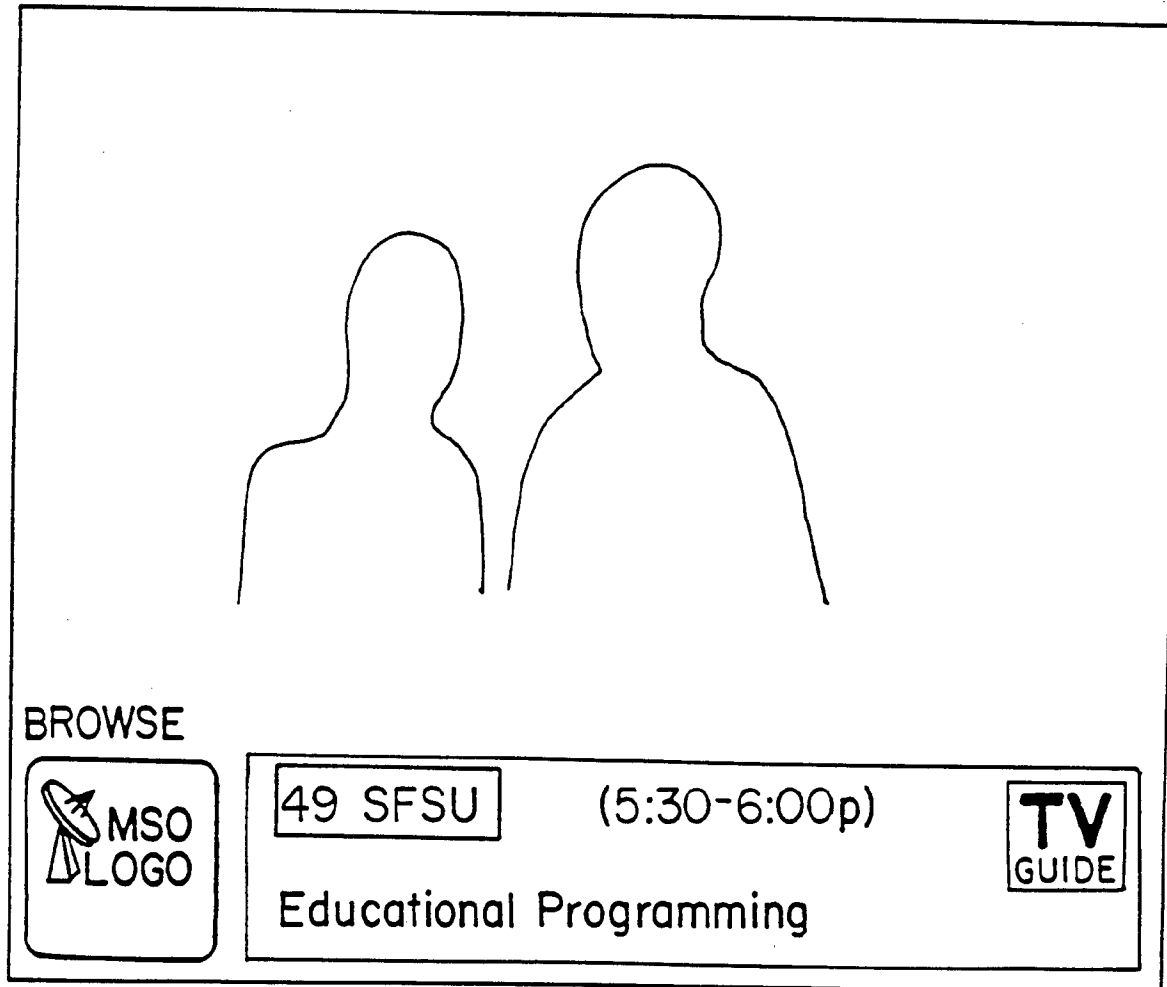 BROWSE
MSO
LOGO
49 SFSU (5:30-6:00p)
TV
GUIDE
Educational Programming